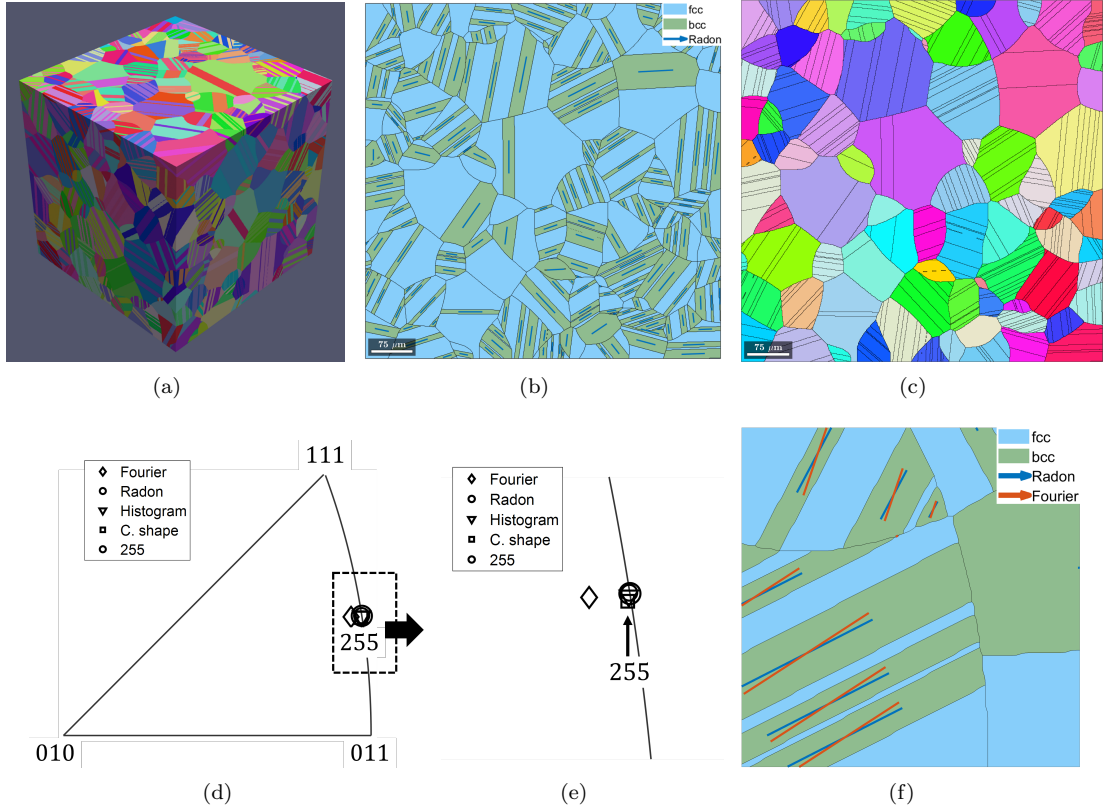 fcc
bcc
Radon
75 μm
75 μm
(a)
(b)
(c)
111
Fourier
Radon
Histogram
C. shape
255
255
010
011
Fourier
Radon
Histogram
C. shape
255
255
fcc
bcc
Radon
Fourier
(d)
(e)
(f)